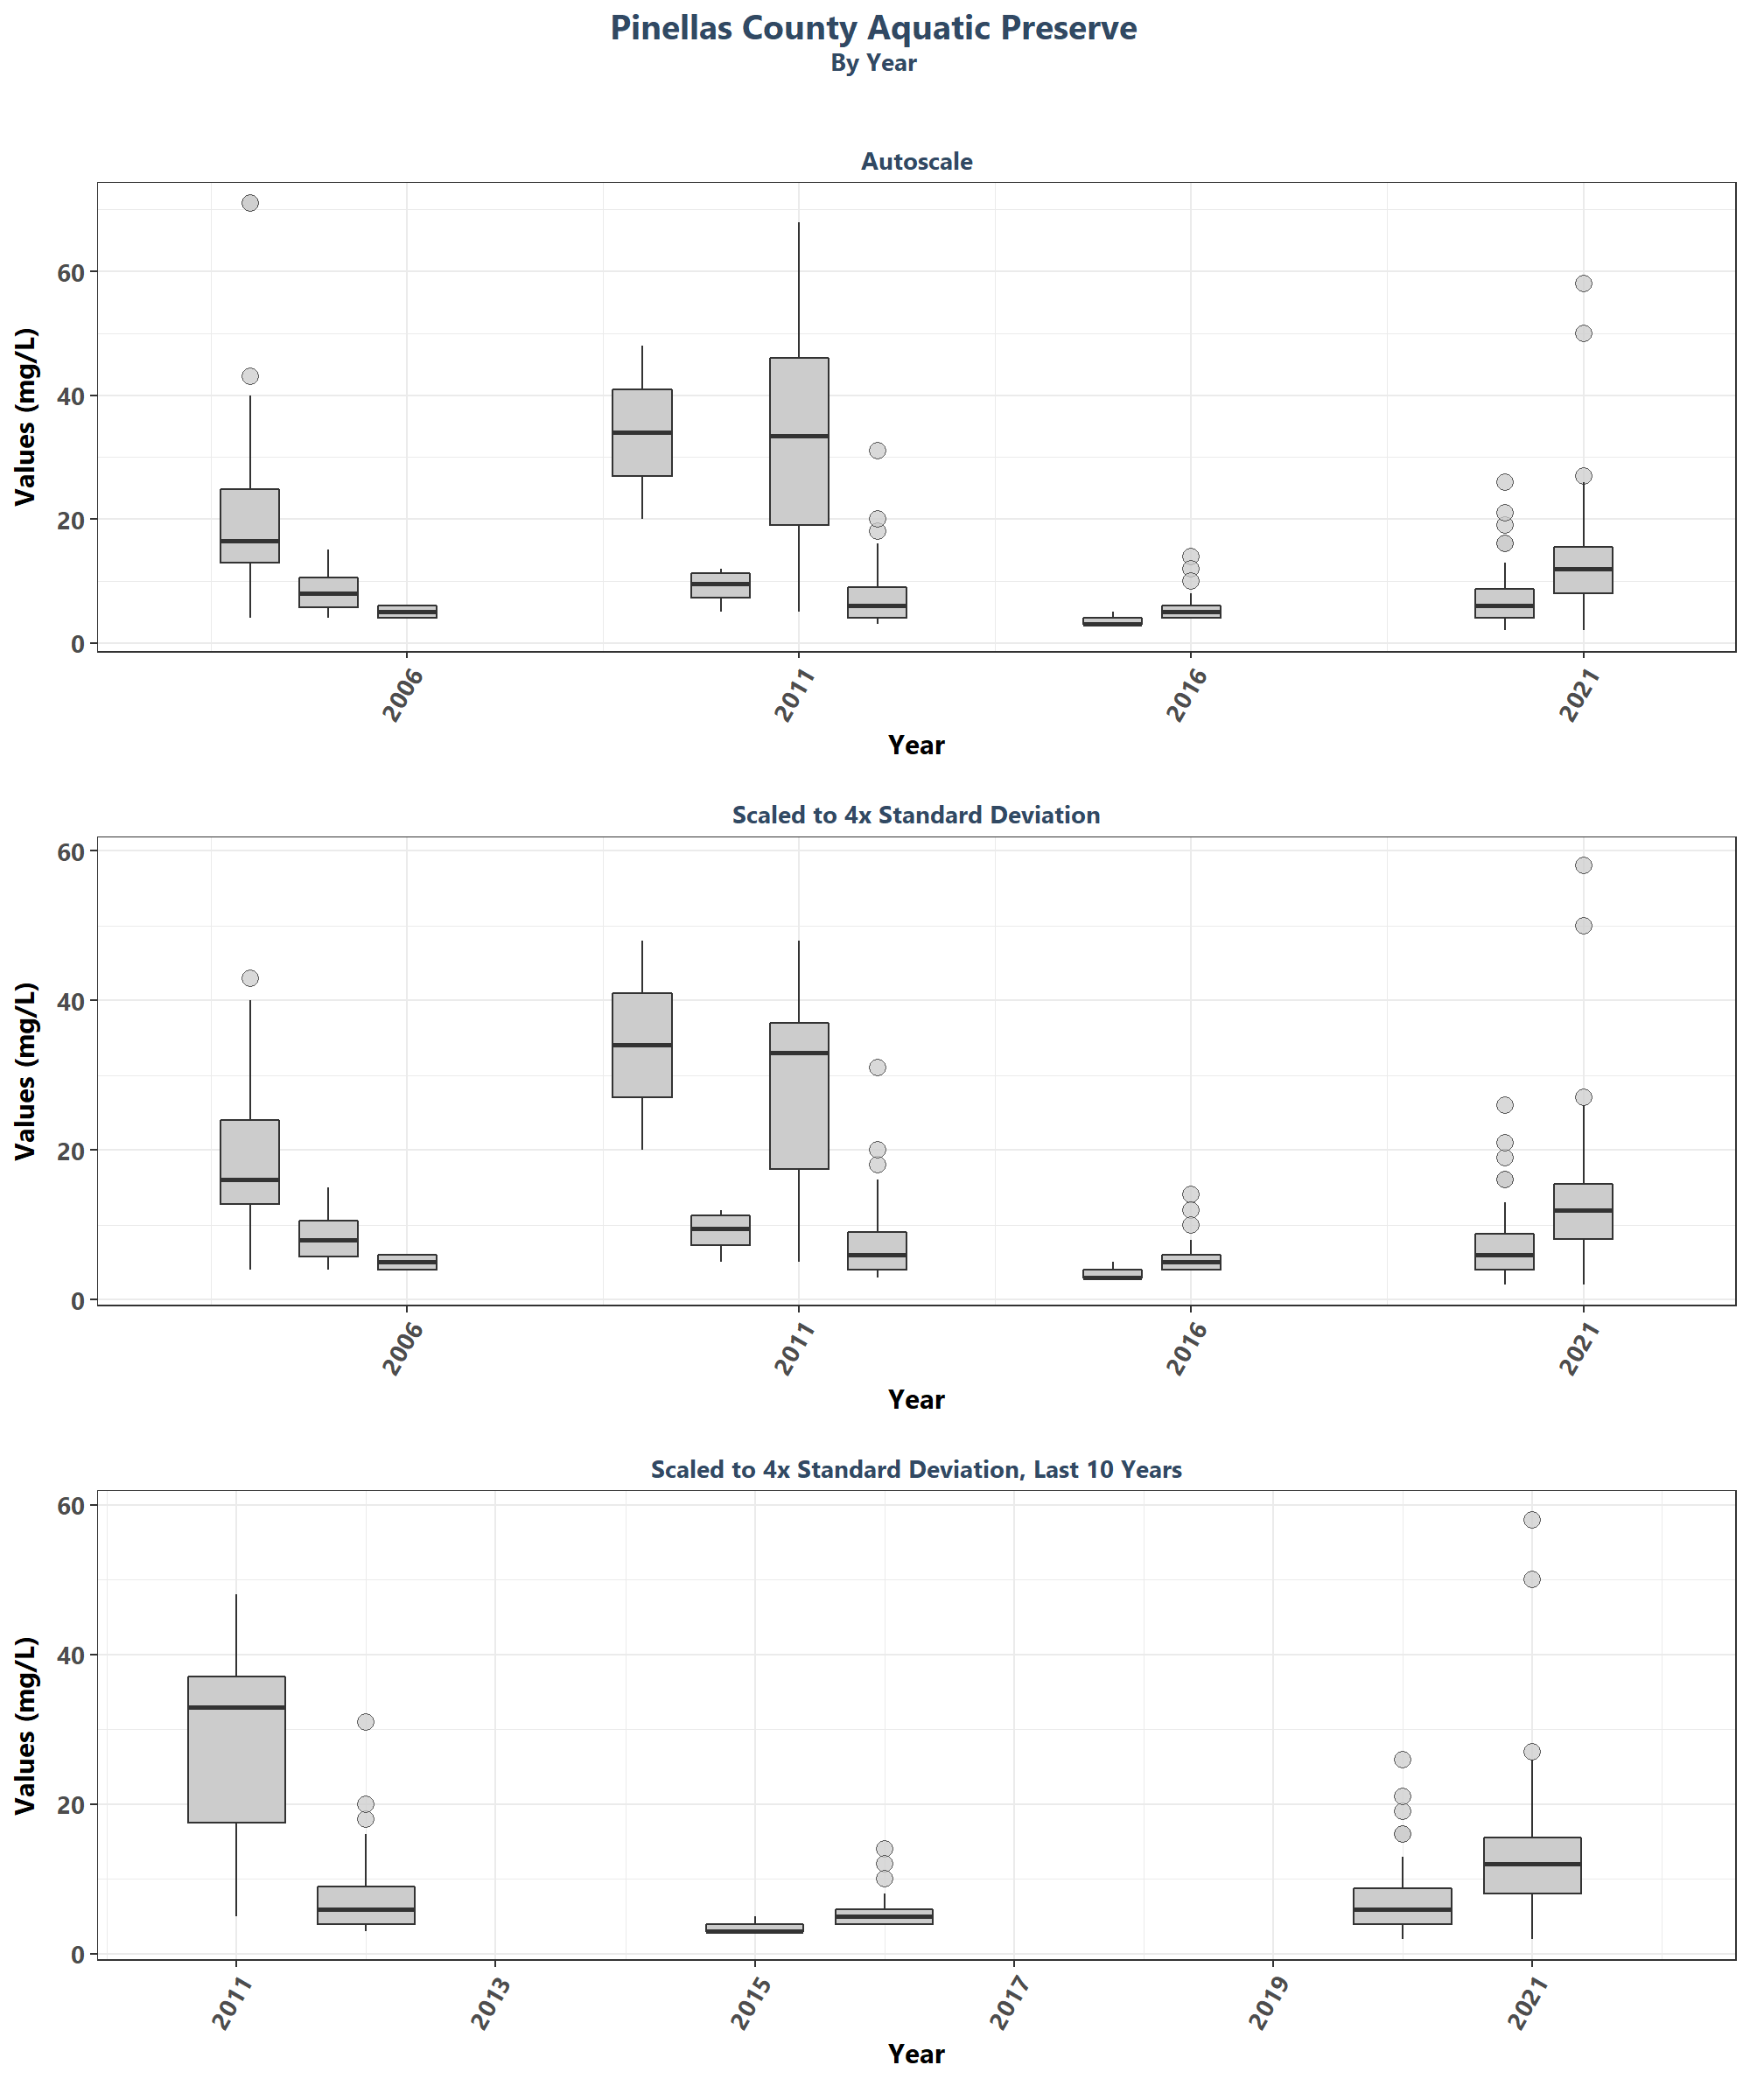 Pinellas County Aquatic Preserve
By Year
Autoscale
Values (mg/L)
60
40
20
0
2006
2011
2016
2021
Year
Scaled to 4x Standard Deviation
Values (mg/L)
60
40
20
0
2006
2011
2016
2021
Year
Scaled to 4x Standard Deviation, Last 10 Years
Values (mg/L)
60
40
20
0
2011
2013
2015
2017
2019
2021
Year